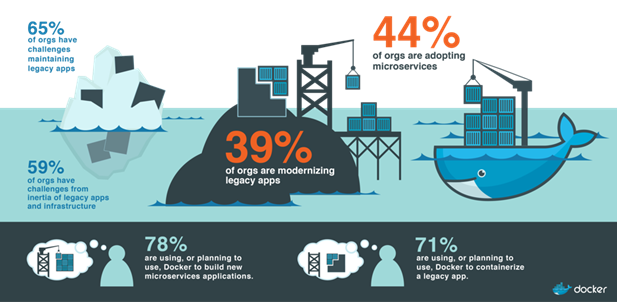 65%
of orgs have
challenges
maintaining
legacy apps
44%
of orgs are adopting
microservices
39%
of orgs are modernizing
legacy apps
59%
of orgs have
challenges from
inertia of legacy apps
and infrastructure
78%
are using, or planning to
use, Docker to build new
microservices applications.
71%
are using, or planning to
use, Docker to containerize
a legacy app.
docker